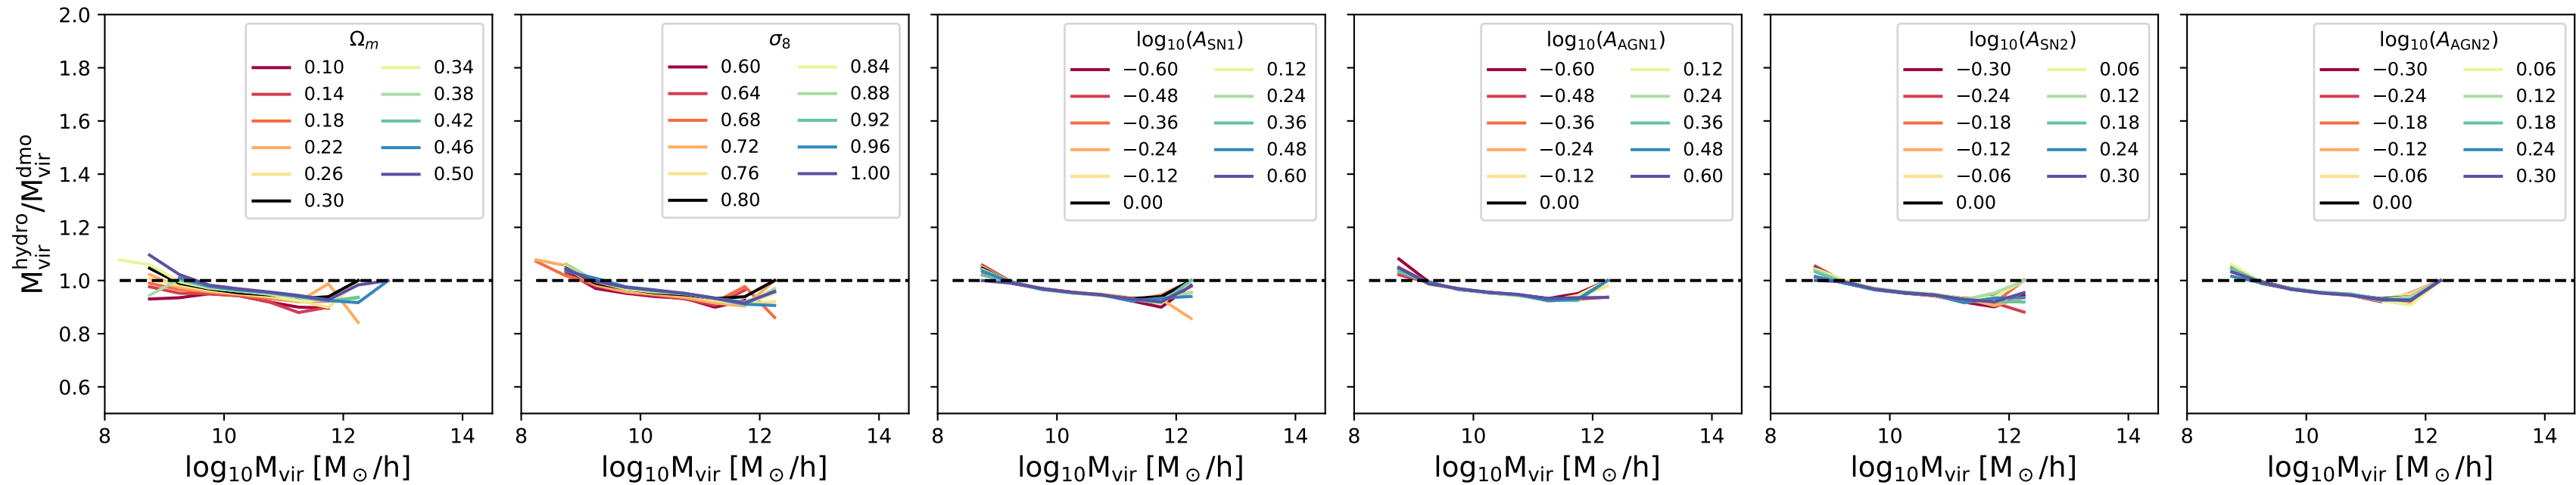 M_vir^hydro/M_vir^dmo
2.0
1.8
1.6
1.4
1.2
1.0
0.8
0.6
Ω_m
0.10 0.34
0.14 0.38
0.18 0.42
0.22 0.46
0.26 0.50
0.30
8 10 12 14
log₁₀M_vir [M_⊙/h]
σ_8
0.60 0.84
0.64 0.88
0.68 0.92
0.72 0.96
0.76 1.00
0.80
8 10 12 14
log₁₀M_vir [M_⊙/h]
log₁₀(A_SN1)
−0.60 0.12
−0.48 0.24
−0.36 0.36
−0.24 0.48
−0.12 0.60
0.00
8 10 12 14
log₁₀M_vir [M_⊙/h]
log₁₀(A_AGN1)
−0.60 0.12
−0.48 0.24
−0.36 0.36
−0.24 0.48
−0.12 0.60
0.00
8 10 12 14
log₁₀M_vir [M_⊙/h]
log₁₀(A_SN2)
−0.30 0.06
−0.24 0.12
−0.18 0.18
−0.12 0.24
−0.06 0.30
0.00
8 10 12 14
log₁₀M_vir [M_⊙/h]
log₁₀(A_AGN2)
−0.30 0.06
−0.24 0.12
−0.18 0.18
−0.12 0.24
−0.06 0.30
0.00
8 10 12 14
log₁₀M_vir [M_⊙/h]